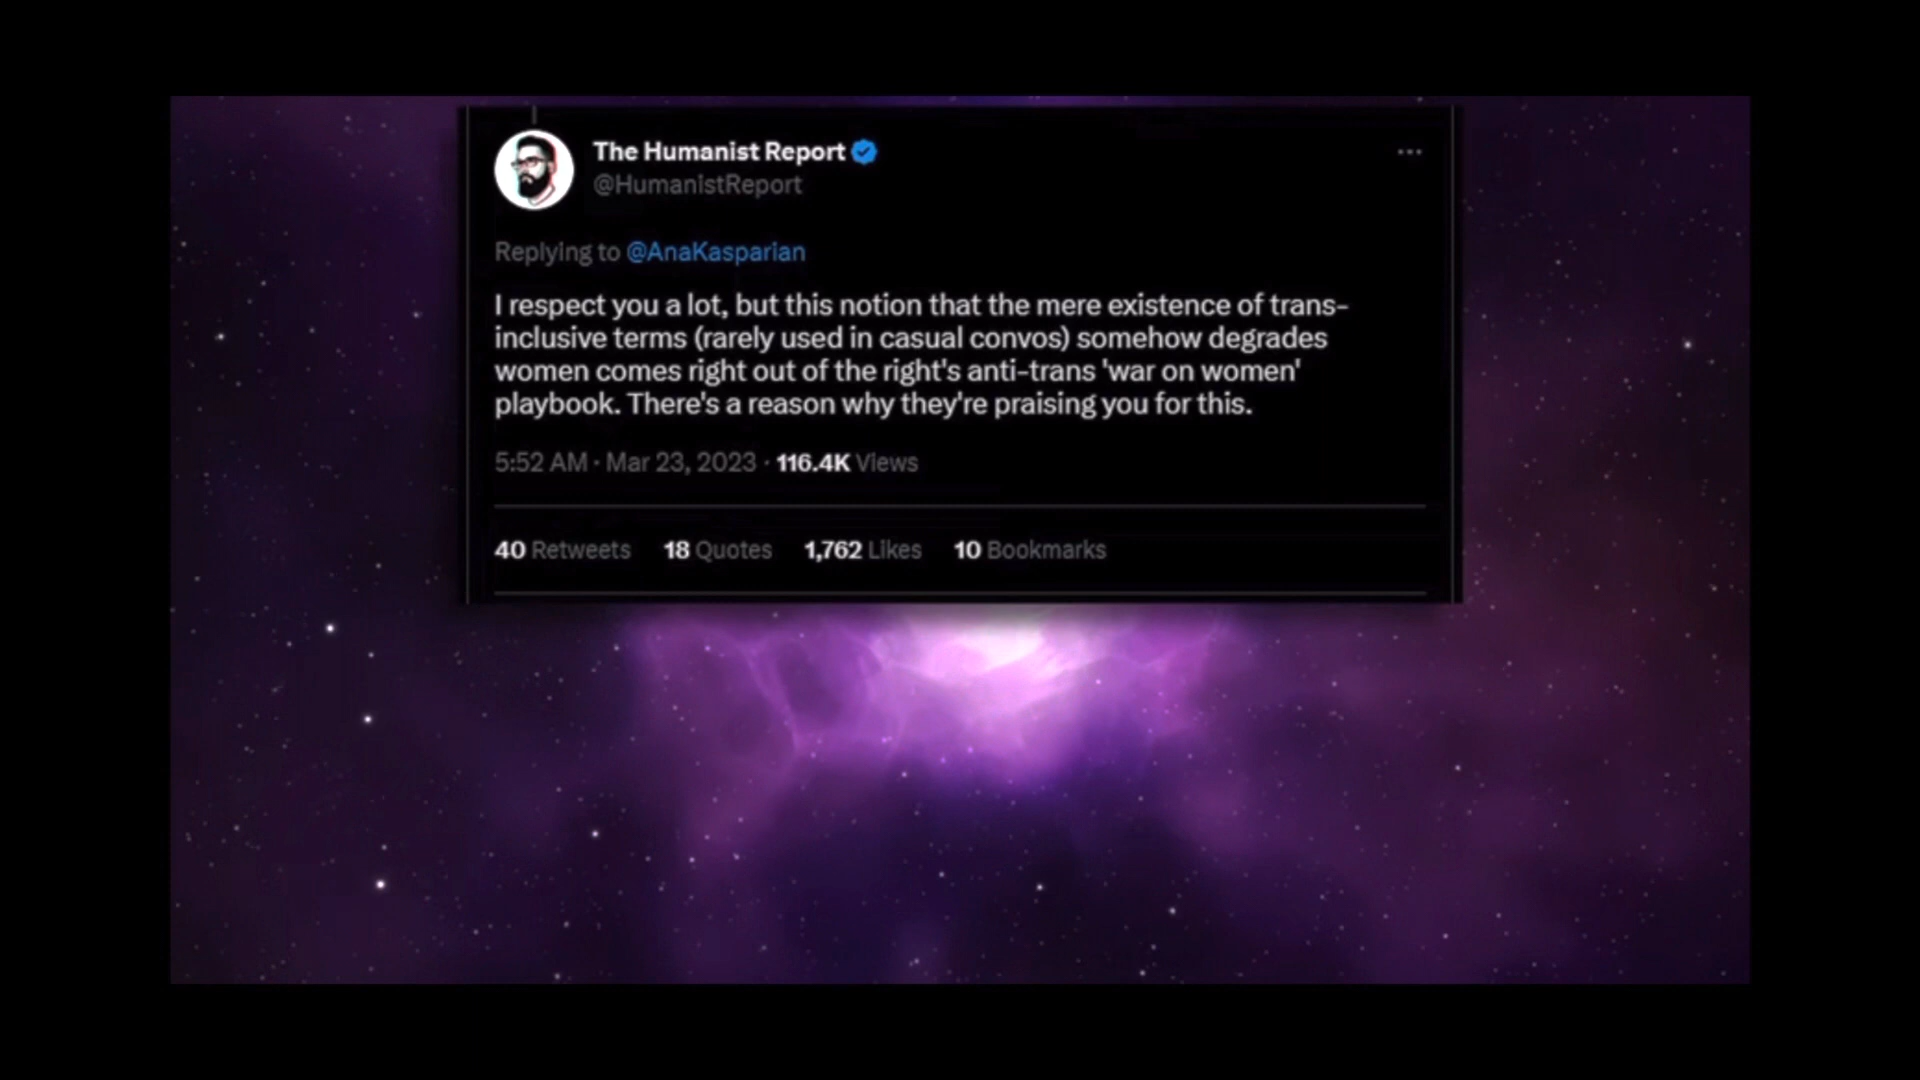 The Humanist Report
@HumanistReport
Replying to @AnaKasparian
I respect you a lot, but this notion that the mere existence of trans-
inclusive terms (rarely used in casual convos) somehow degrades
women comes right out of the right's anti-trans 'war on women'
playbook. There's a reason why they're praising you for this.
5:52 AM · Mar 23, 2023 · 116.4K Views
40 Retweets 18 Quotes 1,762 Likes 10 Bookmarks